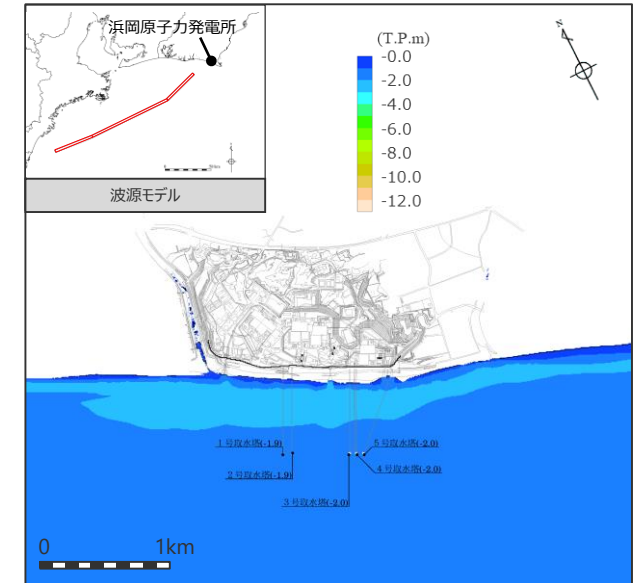 浜岡原子力発電所
波源モデル
(T.P.m)
-0.0
-2.0
-4.0
-6.0
-8.0
-10.0
-12.0
N
1号取水塔(-1.9)
2号取水塔(-1.9)
3号取水塔(-2.0)
5号取水塔(-2.0)
4号取水塔(-2.0)
0 1km